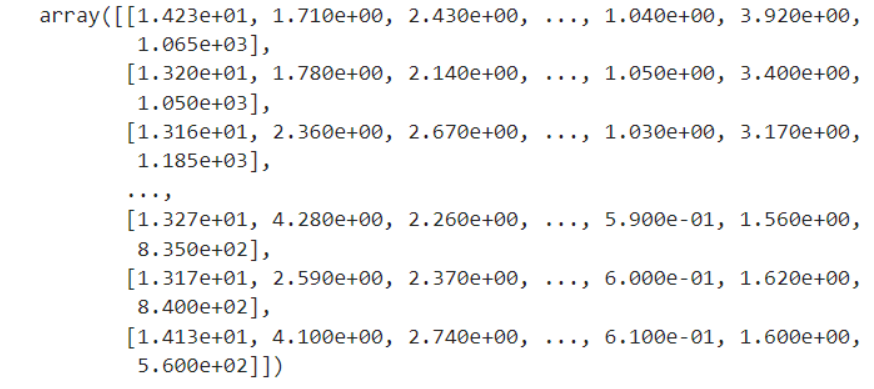 array([[1.423e+01, 1.710e+00, 2.430e+00, ..., 1.040e+00, 3.920e+00,
1.065e+03],
[1.320e+01, 1.780e+00, 2.140e+00, ..., 1.050e+00, 3.400e+00,
1.050e+03],
[1.316e+01, 2.360e+00, 2.670e+00, ..., 1.030e+00, 3.170e+00,
1.185e+03],
...,
[1.327e+01, 4.280e+00, 2.260e+00, ..., 5.900e-01, 1.560e+00,
8.350e+02],
[1.317e+01, 2.590e+00, 2.370e+00, ..., 6.000e-01, 1.620e+00,
8.400e+02],
[1.413e+01, 4.100e+00, 2.740e+00, ..., 6.100e-01, 1.600e+00,
5.600e+02]])